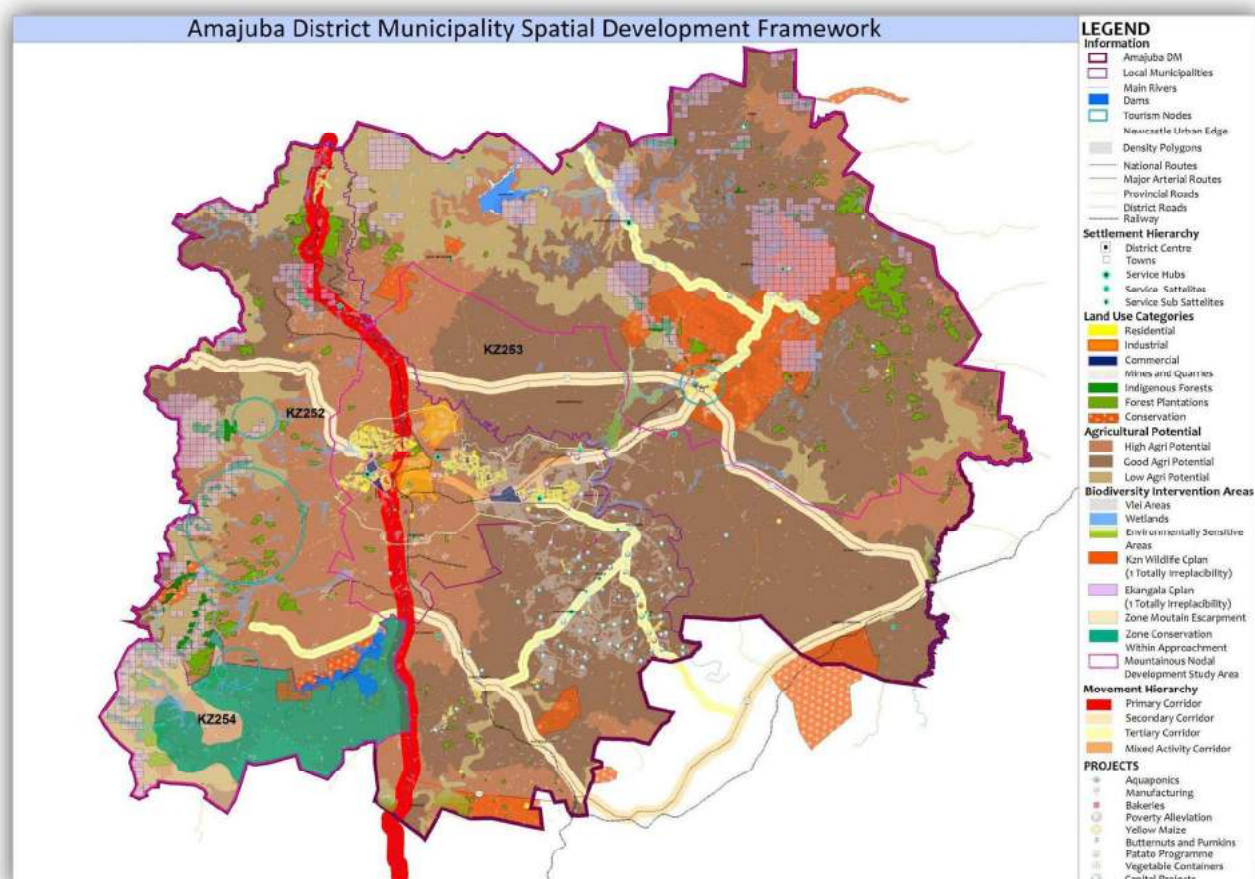 Amajuba District Municipality Spatial Development Framework
KZ253
KZ252
KZ254
LEGEND
Information
Amajuba DM
Local Municipalities
Main Rivers
Dams
Tourism Nodes
Newcastle Urban Edge
Density Polygons
National Routes
Major Arterial Routes
Provincial Roads
District Roads
Railway
Settlement Hierarchy
District Centre
Towns
Service Hubs
Service Sattelites
Service Sub Sattelites
Land Use Categories
Residential
Industrial
Commercial
Mines and Quarries
Indigenous Forests
Forest Plantations
Conservation
Agricultural Potential
High Agri Potential
Good Agri Potential
Low Agri Potential
Biodiversity Intervention Areas
Vlei Areas
Wetlands
Environmentally Sensitive
Areas
Kzn Wildlife Cplan
(1 Totally Irreplacibility)
Ekangala Cplan
(1 Totally Irreplacibility)
Zone Moutain Escarpment
Zone Conservation
Within Approachment
Mountainous Nodal
Development Study Area
Movement Hierarchy
Primary Corridor
Secondary Corridor
Tertiary Corridor
Mixed Activity Corridor
PROJECTS
Aquaponics
Manufacturing
Bakeries
Poverty Alleviation
Yellow Maize
Butternuts and Pumkins
Patato Programme
Vegetable Containers
Capital Projects